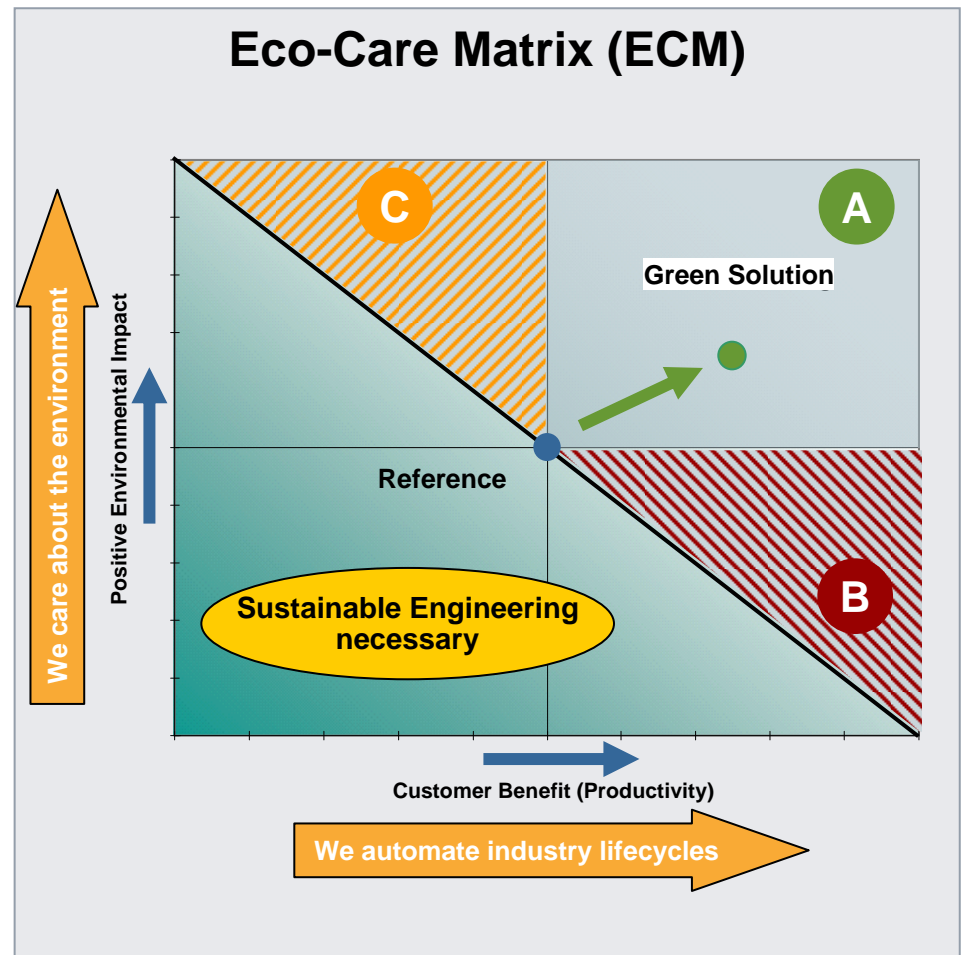 Eco-Care Matrix (ECM)
C
A
Green Solution
We care about the environment
Positive Environmental Impact
Reference
Sustainable Engineering
necessary
B
Customer Benefit (Productivity)
We automate industry lifecycles